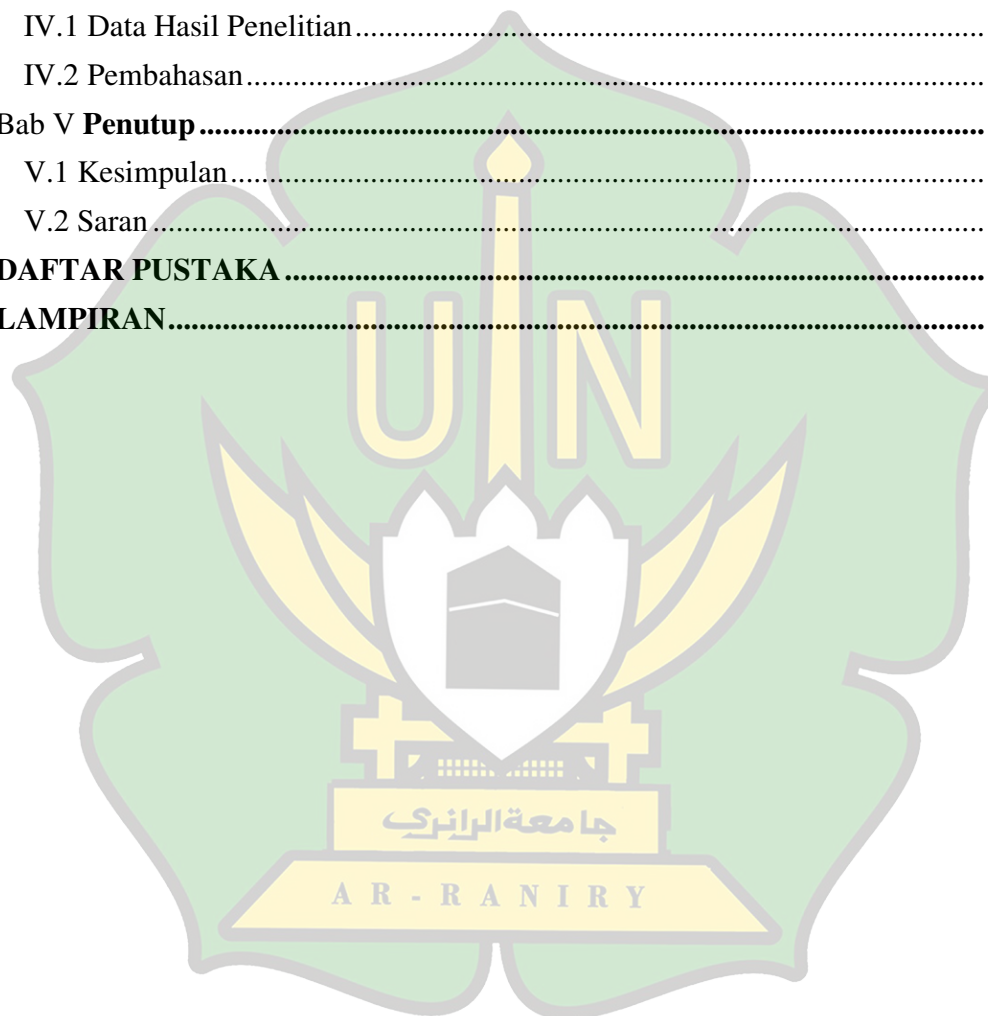 IV.1 Data Hasil Penelitian........................................................................................
IV.2 Pembahasan.....................................................................................................
Bab V Penutup.........................................................................................................
V.1 Kesimpulan......................................................................................................
V.2 Saran................................................................................................................
DAFTAR PUSTAKA..............................................................................................
LAMPIRAN.............................................................................................................
UIN
جامعة الرانري
AR-RANIRY